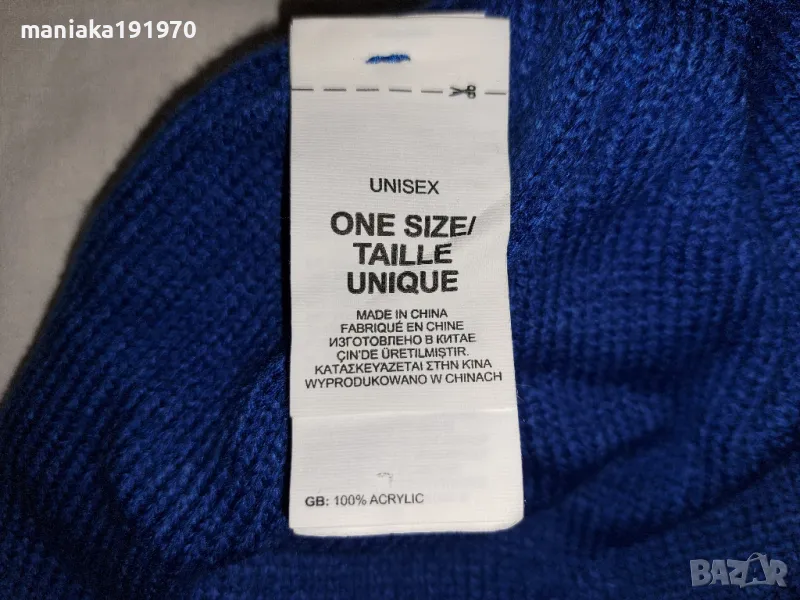 maniaka191970
UNISEX
ONE SIZE/
TAILLE
UNIQUE
MADE IN CHINA
FABRIQUÉ EN CHINE
ИЗГОТОВЛЕНО В КИТАЕ
ÇIN'DE ÜRETILMIŞTIR.
ΚΑΤΑΣΚΕΥΑΖΕΤΑΙ ΣΤΗΝ ΚΙΝΑ
WYPRODUKOWANO W CHINACH
GB: 100% ACRYLIC
BAZAR